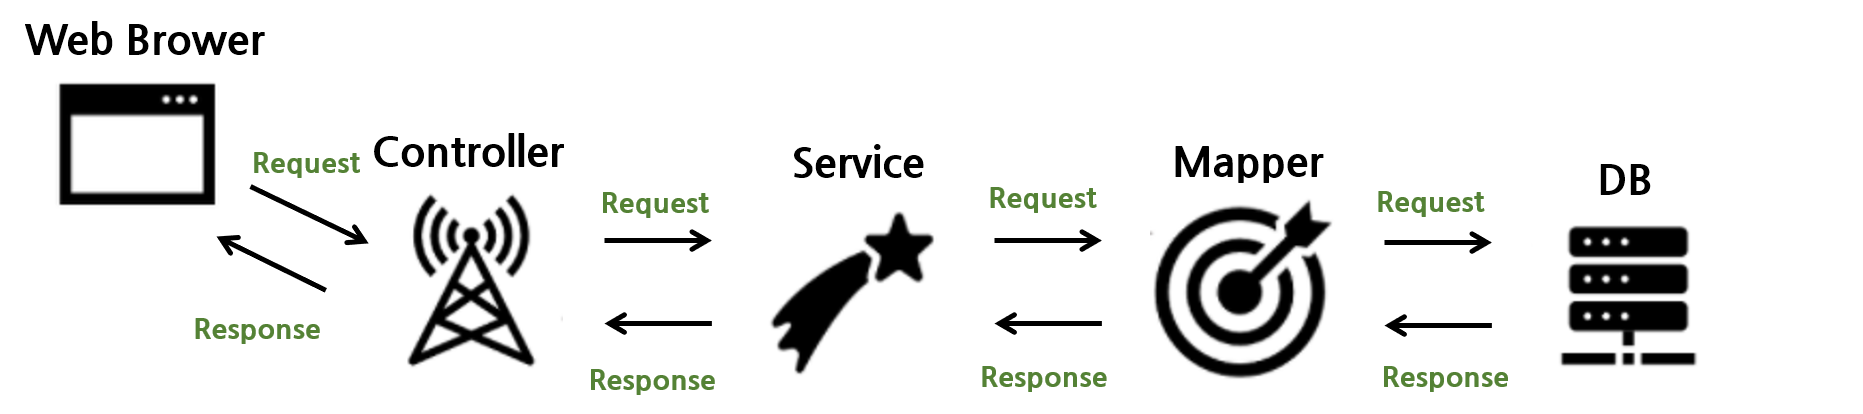 Web Brower
Controller
Service
Mapper
DB
Request
Request
Request
Request
Response
Response
Response
Response